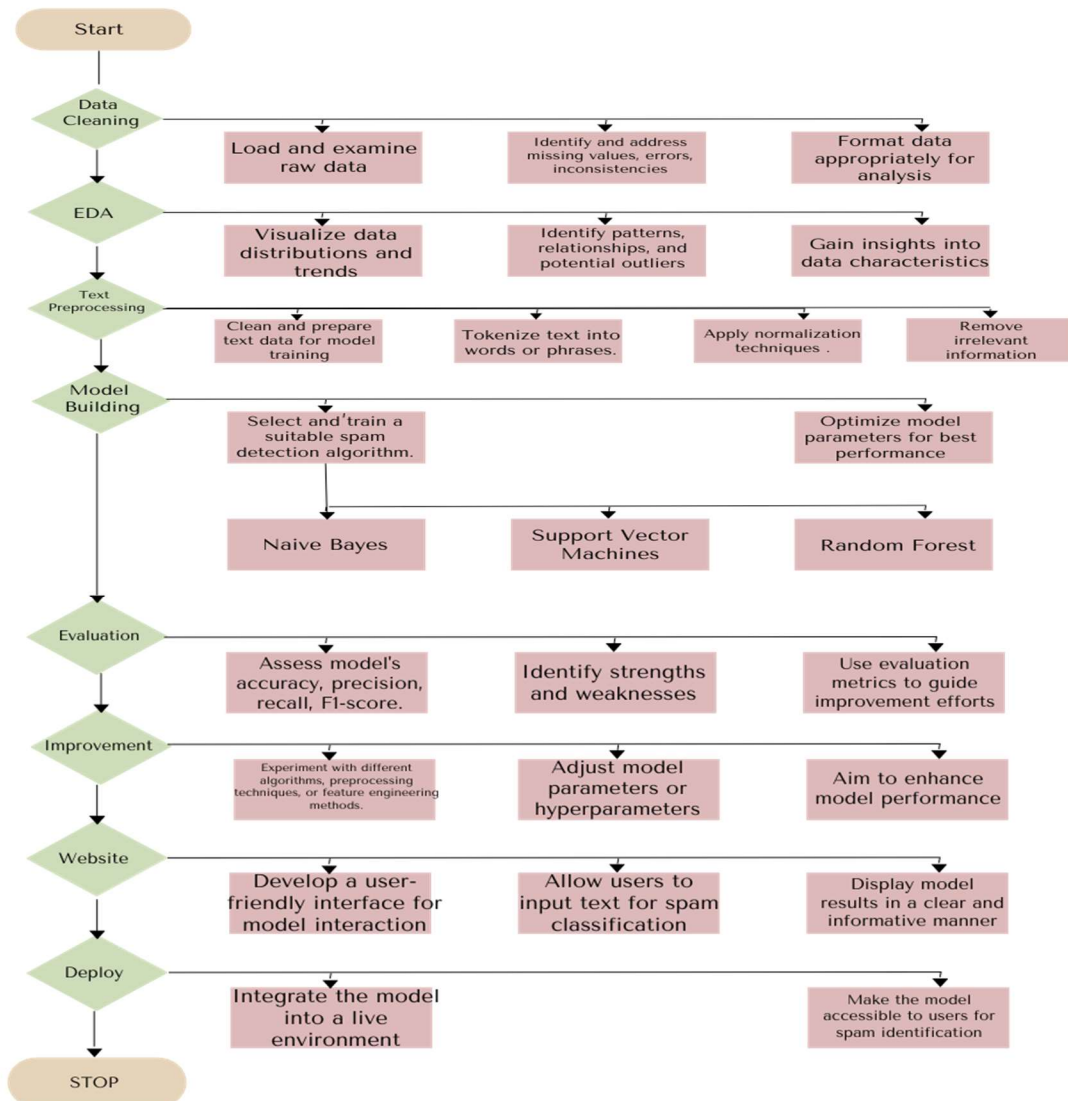 Start
Data
Cleaning
Load and examine
raw data
Identify and address
missing values, errors,
inconsistencies
Format data
appropriately for
analysis
EDA
Visualize data
distributions and
trends
Identify patterns,
relationships, and
potential outliers
Gain insights into
data characteristics
Text
Preprocessing
Clean and prepare
text data for model
training
Tokenize text into
words or phrases.
Apply normalization
techniques .
Remove
irrelevant
information
Model
Building
Select and train a
suitable spam
detection algorithm.
Optimize model
parameters for best
performance
Naive Bayes
Support Vector
Machines
Random Forest
Evaluation
Assess model's
accuracy, precision,
recall, F1-score.
Identify strengths
and weaknesses
Use evaluation
metrics to guide
improvement efforts
Improvement
Experiment with different
algorithms, preprocessing
techniques, or feature engineering
methods.
Adjust model
parameters or
hyperparameters
Aim to enhance
model performance
Website
Develop a user-
friendly interface for
model interaction
Allow users to
input text for spam
classification
Display model
results in a clear and
informative manner
Deploy
Integrate the model
into a live
environment
Make the model
accessible to users for
spam identification
STOP